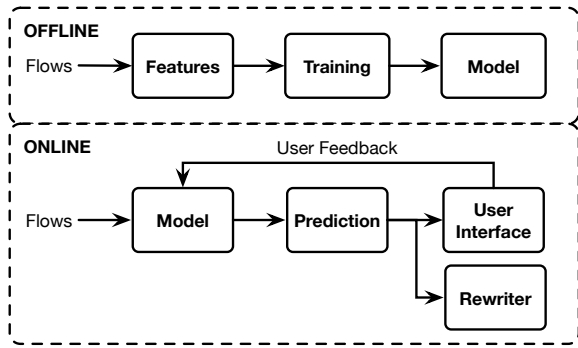 OFFLINE
Flows
Features
Training
Model
ONLINE
User Feedback
Flows
Model
Prediction
User
Interface
Rewriter